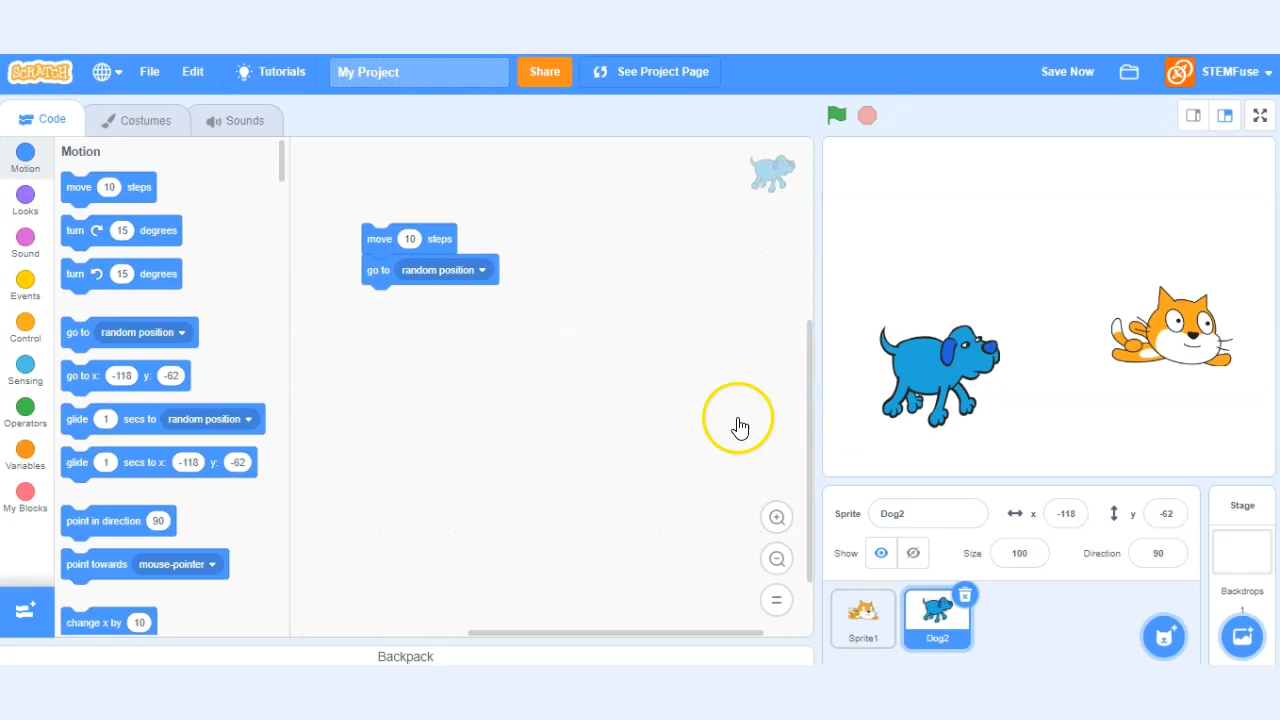 SCRATCH File Edit Tutorials My Project Share See Project Page Save Now STEMFuse
Code Costumes Sounds
Motion
Looks
Sound
Events
Control
Sensing
Operators
Variables
My Blocks
Motion
move 10 steps
turn 15 degrees
turn 15 degrees
go to random position
go to x: -118 y: -62
glide 1 secs to random position
glide 1 secs to x: -118 y: -62
point in direction 90
point towards mouse-pointer
change x by 10
move 10 steps
go to random position
Backpack
Sprite Dog2 x -118 y -62
Show Size 100 Direction 90
Sprite1
Dog2
Stage
Backdrops
1